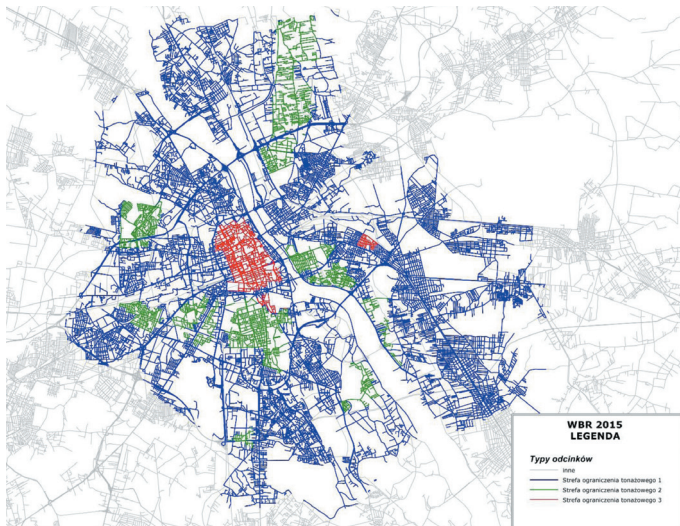 WBR 2015
LEGENDA
Typy odcinków
inne
Strefa ograniczenia tonażowego 1
Strefa ograniczenia tonażowego 2
Strefa ograniczenia tonażowego 3